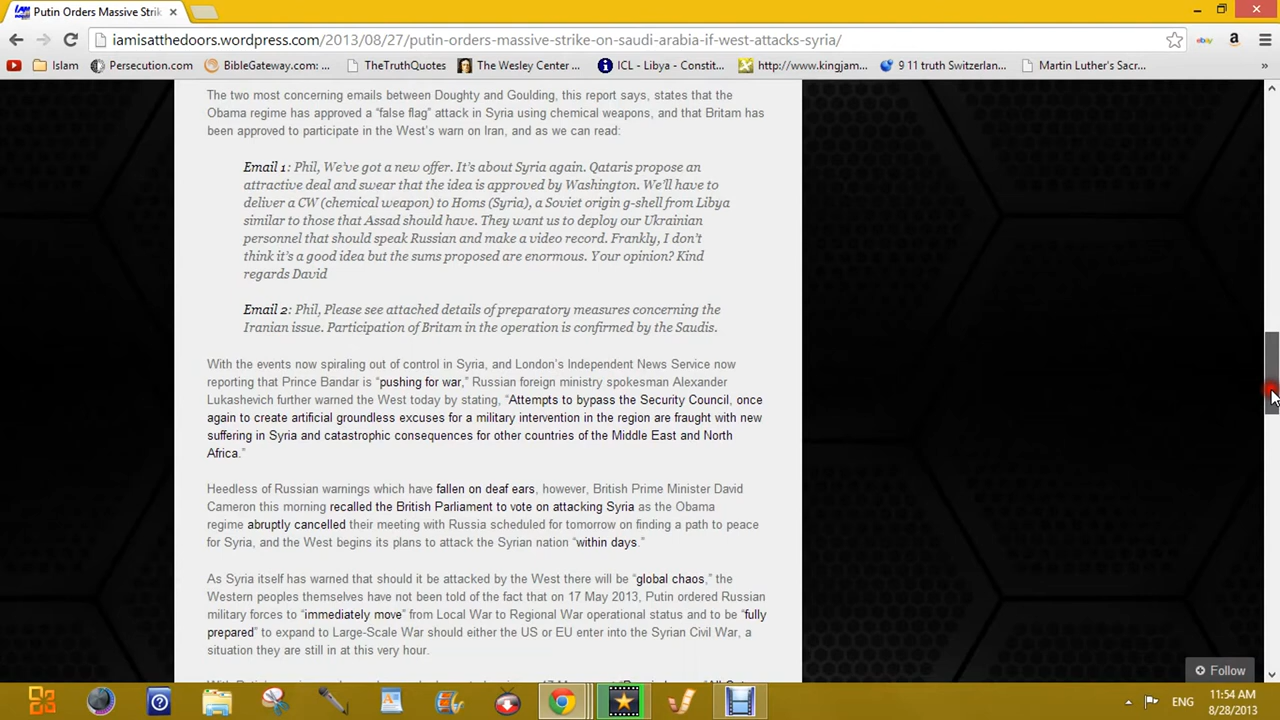 Putin Orders Massive Strik
iamisatthedoors.wordpress.com/2013/08/27/putin-orders-massive-strike-on-saudi-arabia-if-west-attacks-syria/
Islam
Persecution.com
BibleGateway.com: ...
TheTruthQuotes
The Wesley Center ...
ICL - Libya - Constit...
http://www.kingjam...
9 11 truth Switzerlan...
Martin Luther's Sacr...
»
The two most concerning emails between Doughty and Goulding, this report says, states that the
Obama regime has approved a “false flag” attack in Syria using chemical weapons, and that Britam has
been approved to participate in the West’s warn on Iran, and as we can read:
Email 1: Phil, We’ve got a new offer. It’s about Syria again. Qataris propose an
attractive deal and swear that the idea is approved by Washington. We’ll have to
deliver a CW (chemical weapon) to Homs (Syria), a Soviet origin g-shell from Libya
similar to those that Assad should have. They want us to deploy our Ukrainian
personnel that should speak Russian and make a video record. Frankly, I don’t
think it’s a good idea but the sums proposed are enormous. Your opinion? Kind
regards David
Email 2: Phil, Please see attached details of preparatory measures concerning the
Iranian issue. Participation of Britam in the operation is confirmed by the Saudis.
With the events now spiraling out of control in Syria, and London’s Independent News Service now
reporting that Prince Bandar is “pushing for war,” Russian foreign ministry spokesman Alexander
Lukashevich further warned the West today by stating, “Attempts to bypass the Security Council, once
again to create artificial groundless excuses for a military intervention in the region are fraught with new
suffering in Syria and catastrophic consequences for other countries of the Middle East and North
Africa.”
Heedless of Russian warnings which have fallen on deaf ears, however, British Prime Minister David
Cameron this morning recalled the British Parliament to vote on attacking Syria as the Obama
regime abruptly cancelled their meeting with Russia scheduled for tomorrow on finding a path to peace
for Syria, and the West begins its plans to attack the Syrian nation “within days.”
As Syria itself has warned that should it be attacked by the West there will be “global chaos,” the
Western peoples themselves have not been told of the fact that on 17 May 2013, Putin ordered Russian
military forces to “immediately move” from Local War to Regional War operational status and to be “fully
prepared” to expand to Large-Scale War should either the US or EU enter into the Syrian Civil War, a
situation they are still in at this very hour.
Follow
ENG
11:54 AM
8/28/2013